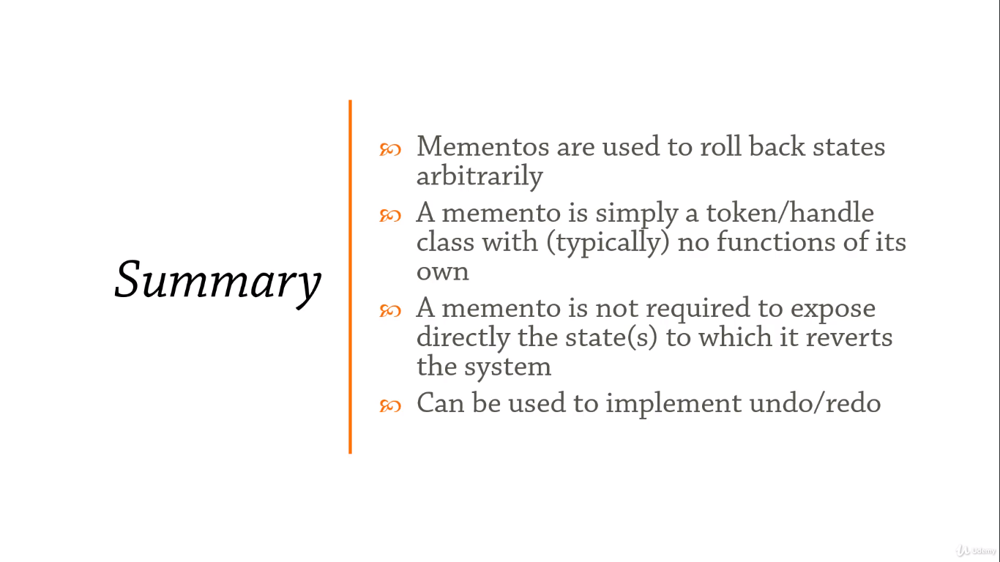 Summary
Mementos are used to roll back states
arbitrarily
A memento is simply a token/handle
class with (typically) no functions of its
own
A memento is not required to expose
directly the state(s) to which it reverts
the system
Can be used to implement undo/redo
Udemy